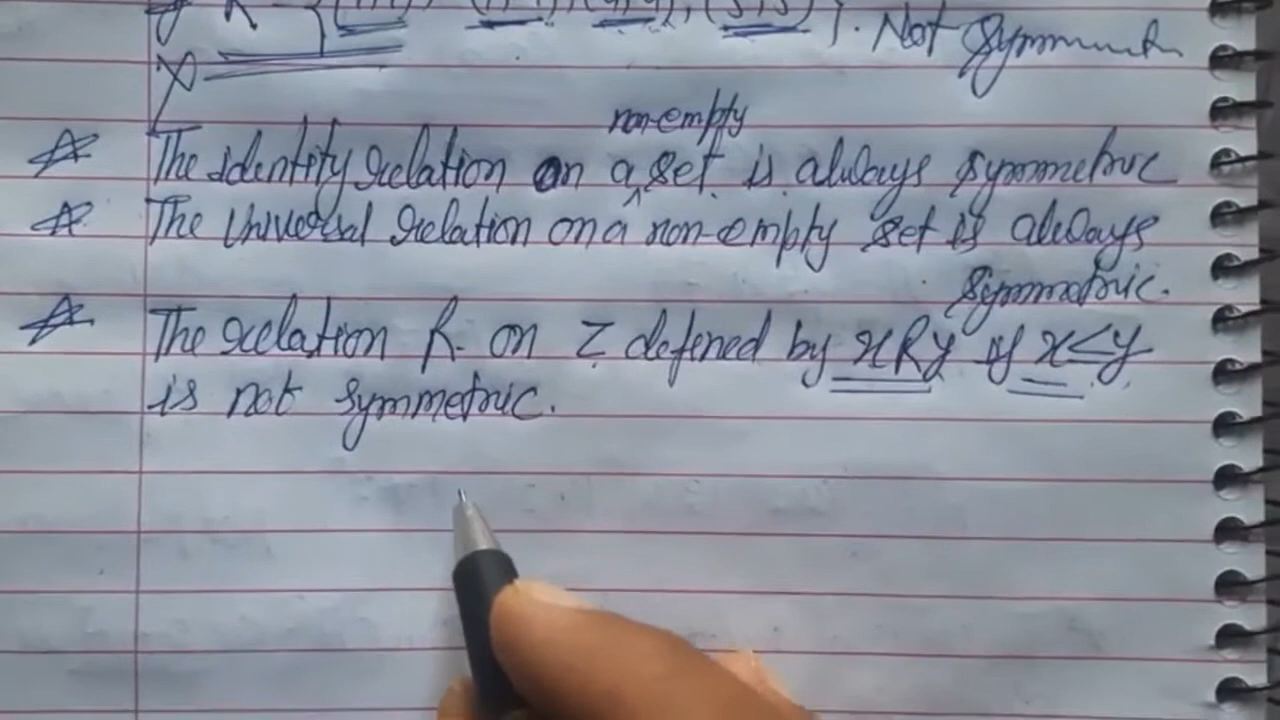 Not Symm
non-empty
The identity relation on a set is always symmetric
The Universal relation on a non-empty set is always
symmetric.
The relation R on Z defined by xRy if x≤y
is not symmetric.